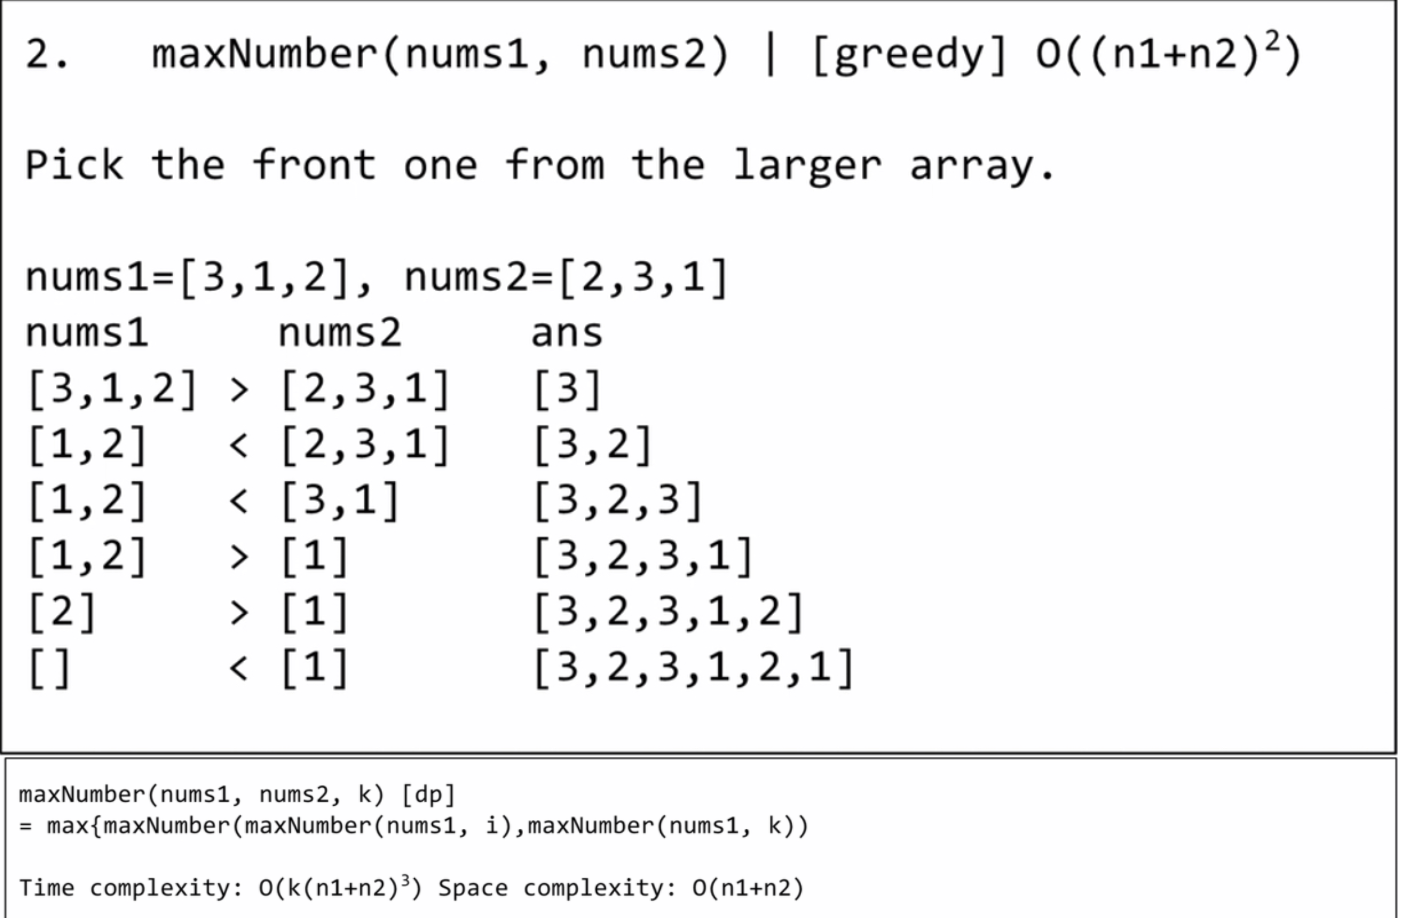 2.   maxNumber(nums1, nums2) | [greedy] O((n1+n2)²)
Pick the front one from the larger array.
nums1=[3,1,2], nums2=[2,3,1]
nums1     nums2     ans
[3,1,2] > [2,3,1]   [3]
[1,2]   < [2,3,1]   [3,2]
[1,2]   < [3,1]     [3,2,3]
[1,2]   > [1]       [3,2,3,1]
[2]     > [1]       [3,2,3,1,2]
[]      < [1]       [3,2,3,1,2,1]
maxNumber(nums1, nums2, k) [dp]
= max{maxNumber(maxNumber(nums1, i),maxNumber(nums1, k))
Time complexity: O(k(n1+n2)³) Space complexity: O(n1+n2)